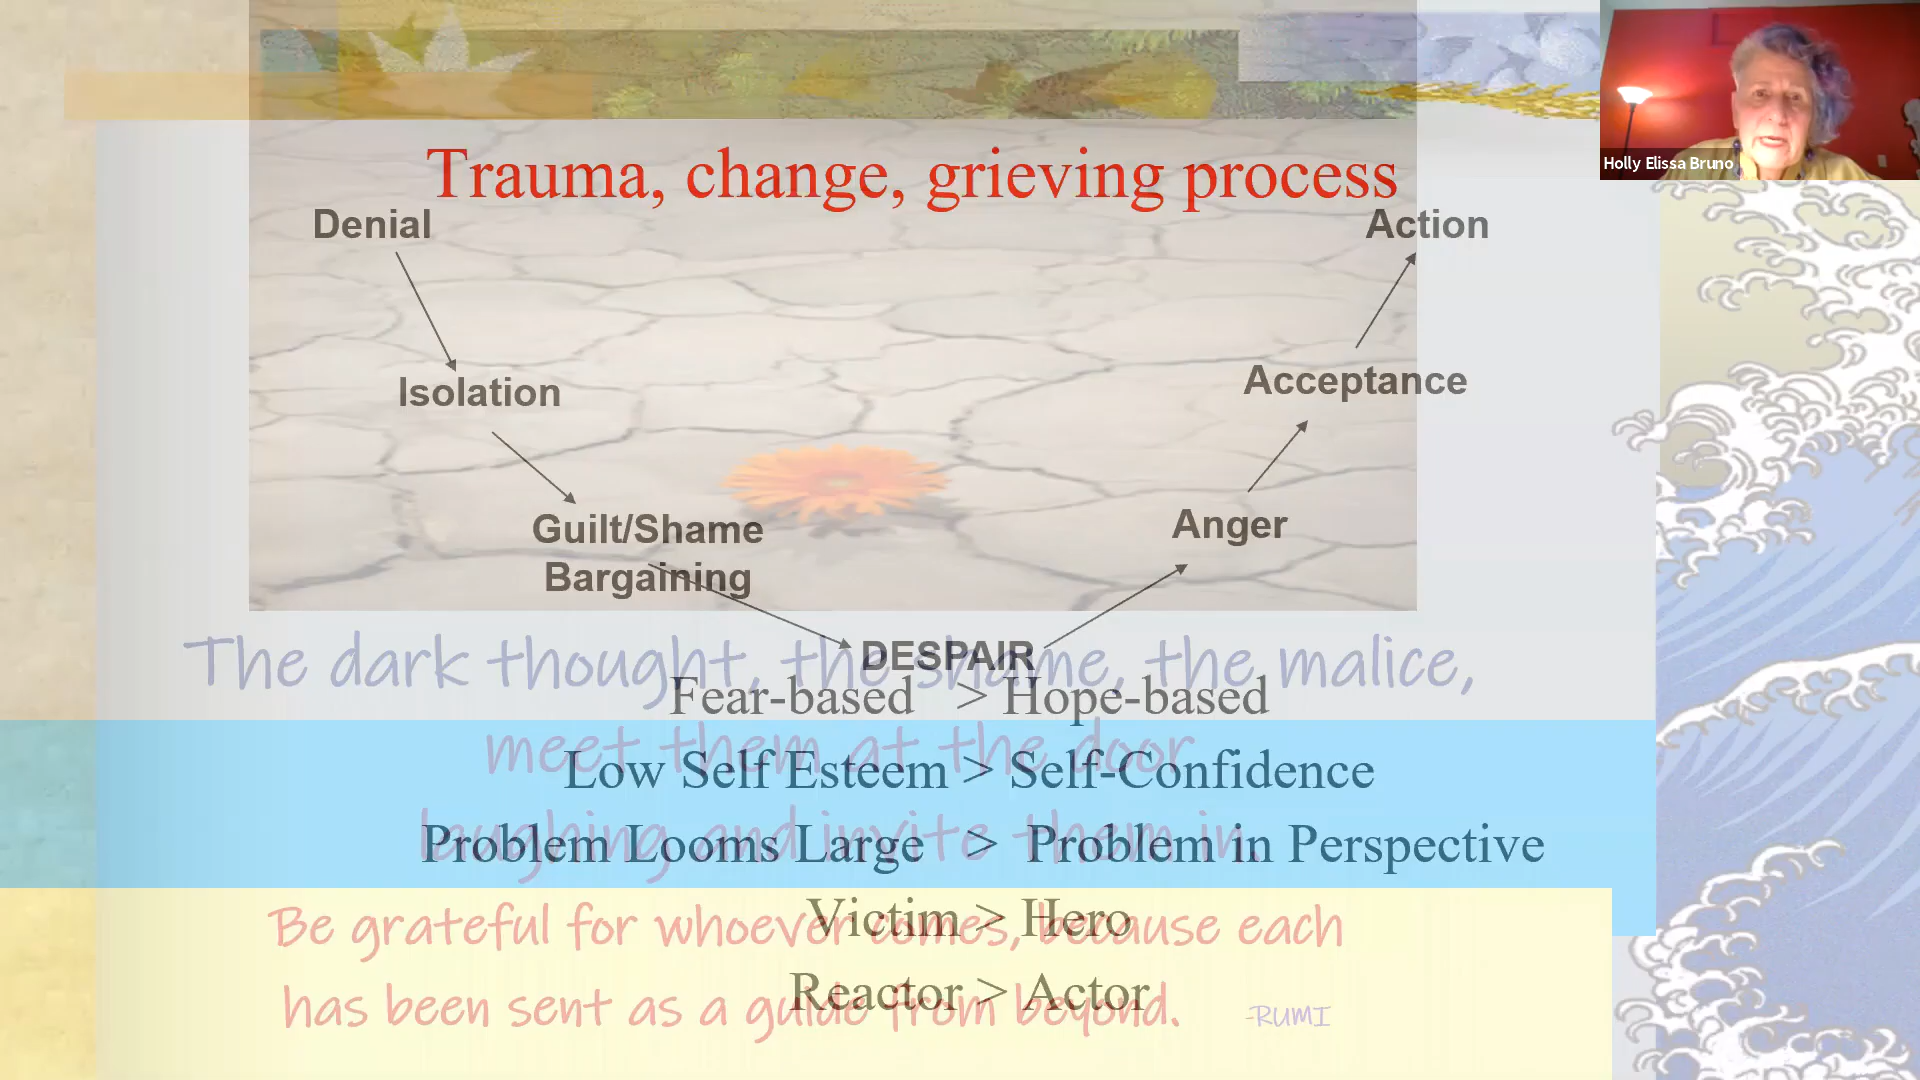 Holly Elissa Bruno
Trauma, change, grieving process
Denial
Action
Isolation
Acceptance
Guilt/Shame
Bargaining
Anger
DESPAIR
Fear-based > Hope-based
Low Self Esteem > Self-Confidence
Problem Looms Large > Problem in Perspective
Victim > Hero
Reactor > Actor
The dark thought, the shame, the malice,
meet them at the door
laughing and invite them in.
Be grateful for whoever comes, because each
has been sent as a guide from beyond.
-RUMI